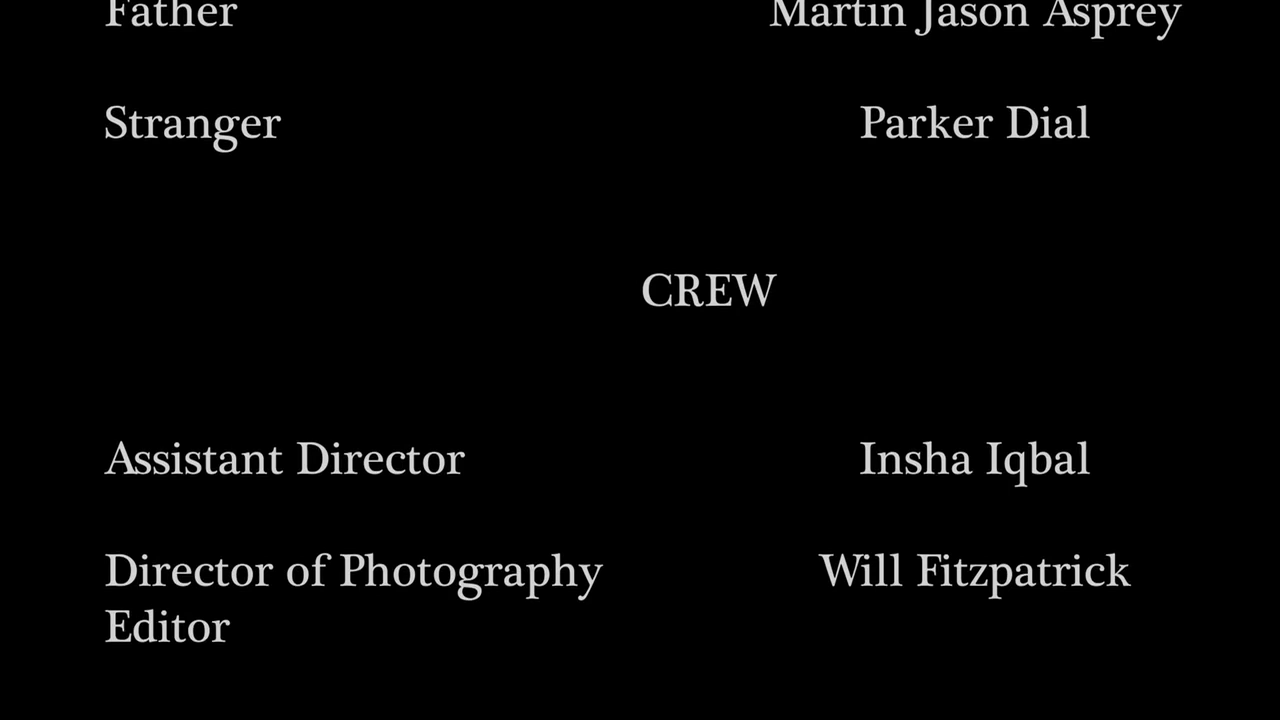 Father Martin Jason Asprey
Stranger Parker Dial
CREW
Assistant Director Insha Iqbal
Director of Photography Will Fitzpatrick
Editor